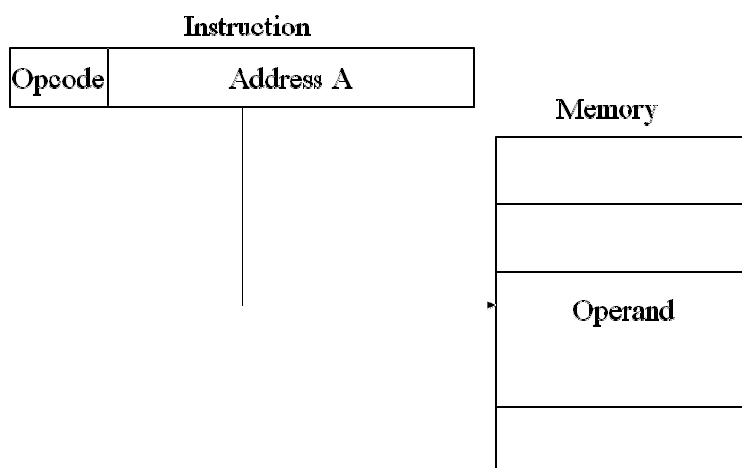 Instruction
Opcode
Address A
Memory
Operand